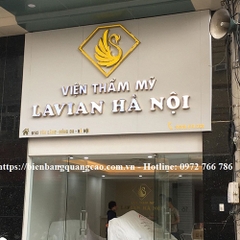 VIỆN THẨM MỸ
LAVIAN HÀ NỘI
https://bienbangquangcao.com.vn - Hotline: 0972 766 786